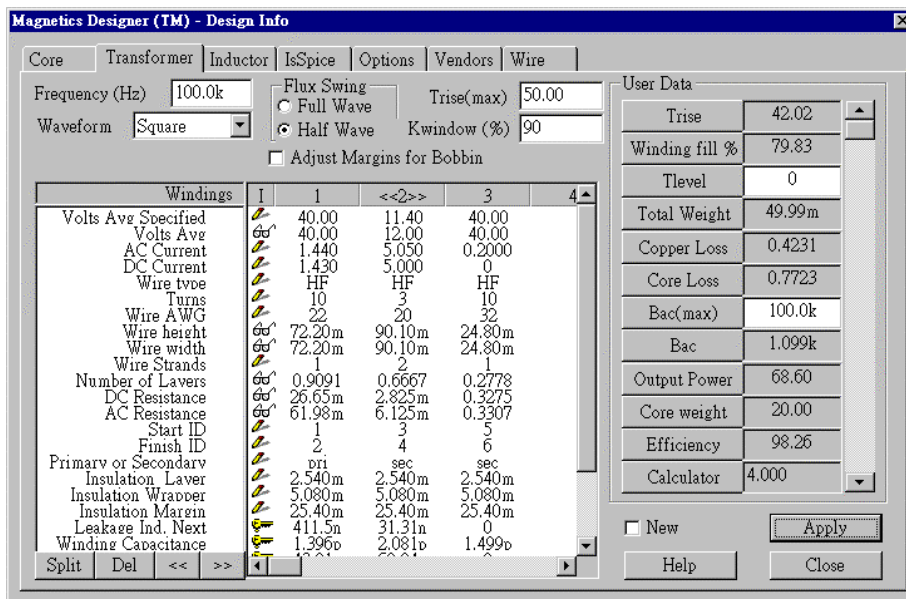 Magnetics Designer (TM) - Design Info
Core Transformer Inductor IsSpice Options Vendors Wire
Frequency (Hz) 100.0k
Waveform Square
Flux Swing
Full Wave
Half Wave
Trise(max) 50.00
Kwindow (%) 90
Adjust Margins for Bobbin
Windings I 1 <<2>> 3 4
Volts Avg Specified 40.00 11.40 40.00
Volts Avg 40.00 12.00 40.00
AC Current 1.440 5.050 0.2000
DC Current 1.430 5.000 0
Wire type HF HF HF
Turns 10 3 10
Wire AWG 22 20 32
Wire height 72.20m 90.10m 24.80m
Wire width 72.20m 90.10m 24.80m
Wire Strands 1 2 1
Number of Layers 0.9091 0.6667 0.2778
DC Resistance 26.65m 2.825m 0.3275
AC Resistance 61.98m 6.125m 0.3307
Start ID 1 3 5
Finish ID 2 4 6
Primary or Secondary pri sec sec
Insulation Layer 2.540m 2.540m 2.540m
Insulation Wrapper 5.080m 5.080m 5.080m
Insulation Margin 25.40m 25.40m 25.40m
Leakage Ind. Next 411.5n 31.31n 0
Winding Capacitance 1.396p 2.081p 1.499p
Split Del << >>
User Data
Trise 42.02
Winding fill % 79.83
Tlevel 0
Total Weight 49.99m
Copper Loss 0.4231
Core Loss 0.7723
Bac(max) 100.0k
Bac 1.099k
Output Power 68.60
Core weight 20.00
Efficiency 98.26
Calculator 4.000
New Apply
Help Close